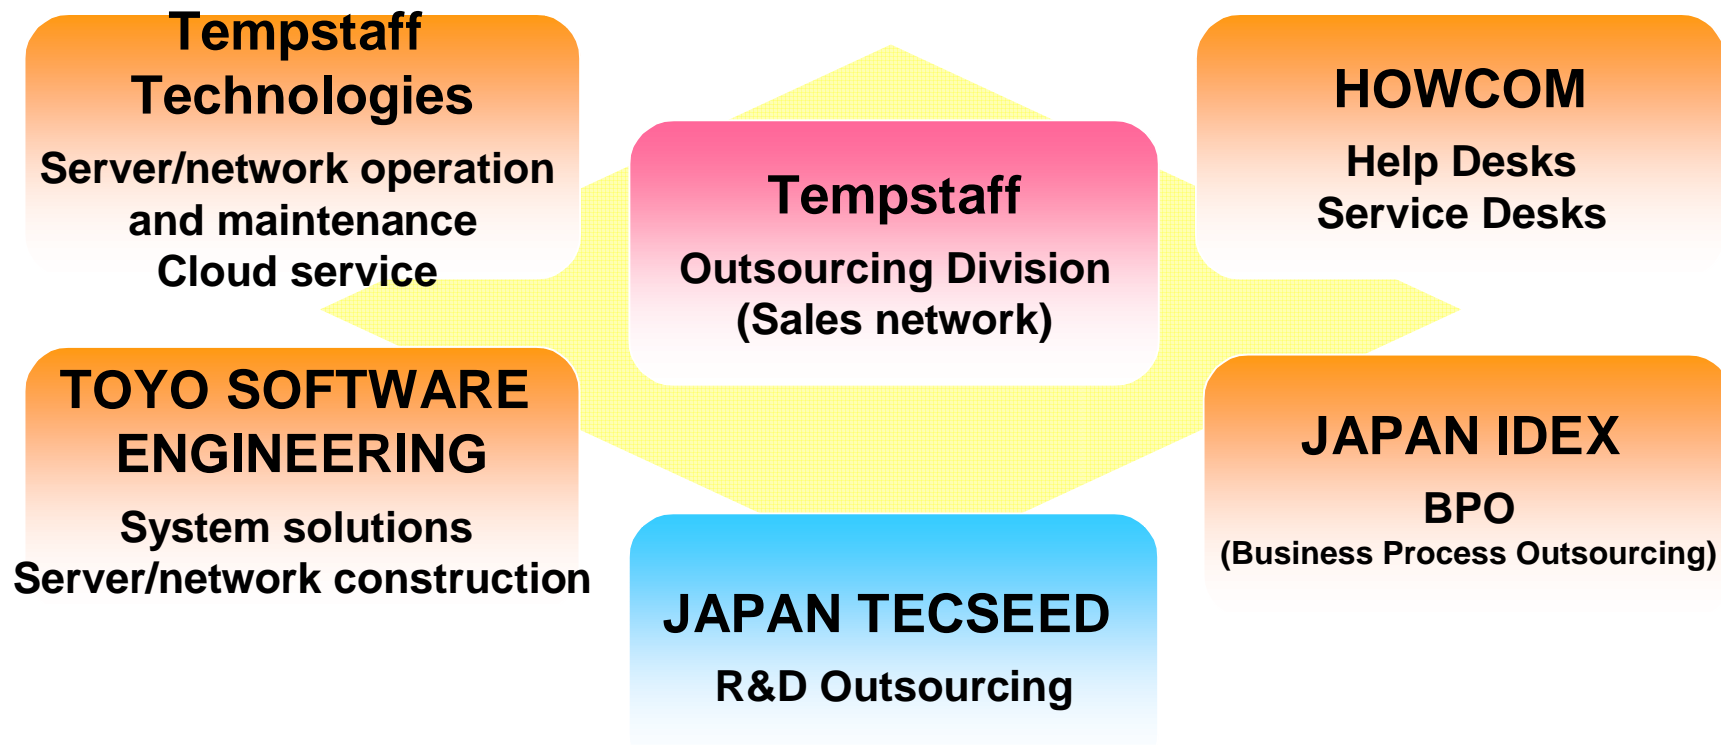 Tempstaff
Technologies
Server/network operation
and maintenance
Cloud service
Tempstaff
Outsourcing Division
(Sales network)
HOWCOM
Help Desks
Service Desks
TOYO SOFTWARE
ENGINEERING
System solutions
Server/network construction
JAPAN TECSEED
R&D Outsourcing
JAPAN IDEX
BPO
(Business Process Outsourcing)